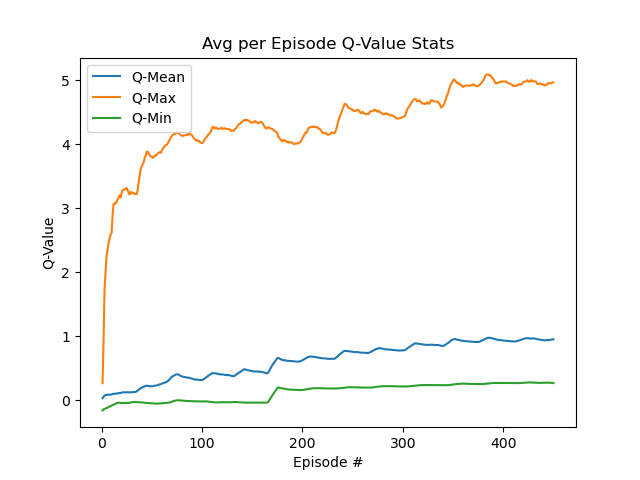 Avg per Episode Q-Value Stats
Q-Mean
Q-Max
Q-Min
Q-Value
5
4
3
2
1
0
0 100 200 300 400
Episode #